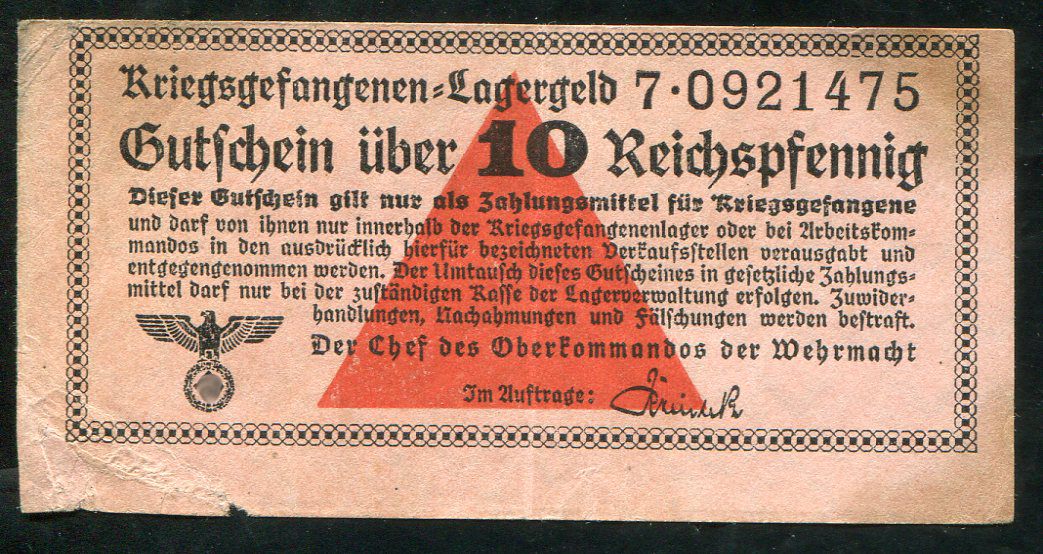 Kriegsgefangenen-Lagergeld 7·0921475
Gutschein über 10 Reichspfennig
Dieser Gutschein gilt nur als Zahlungsmittel für Kriegsgefangene
und darf von ihnen nur innerhalb der Kriegsgefangenenlager oder bei Arbeitskom-
mandos in den ausdrücklich hierfür bezeichneten Verkaufsstellen verausgabt und
entgegengenommen werden. Der Umtausch dieses Gutscheines in gesetzliche Zahlungs-
mittel darf nur bei der zuständigen Kasse der Lagerverwaltung erfolgen. Zuwider-
handlungen, Nachahmungen und Fälschungen werden bestraft.
Der Chef des Oberkommandos der Wehrmacht
Im Auftrage: